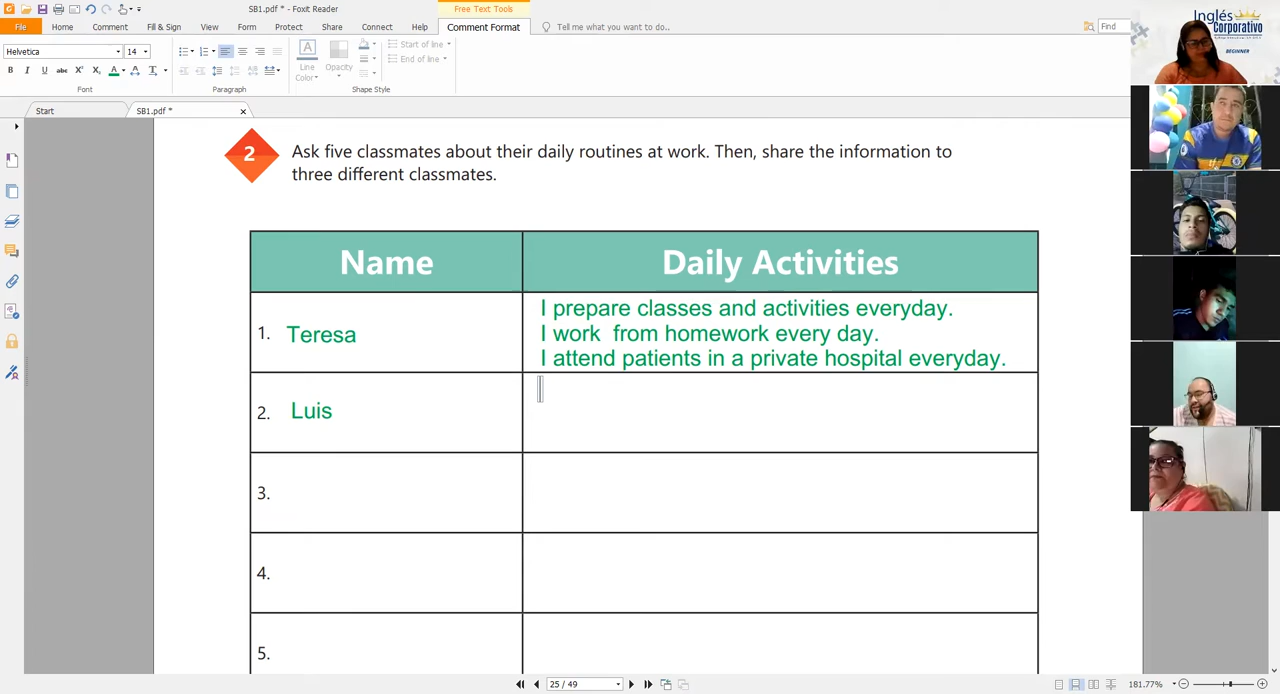 SB1.pdf * - Foxit Reader
Free Text Tools
File
Home
Comment
Fill & Sign
View
Form
Protect
Share
Connect
Help
Comment Format
Tell me what you want to do..
Find
Helvetica
14
Start of line
End of line
B I U abc X² X₂ A A T
Line
Color
Opacity
Font
Paragraph
Shape Style
Start
SB1.pdf *
Inglés
Corporativo
BEGINNER
2
Ask five classmates about their daily routines at work. Then, share the information to
three different classmates.
Name
Daily Activities
1. Teresa
I prepare classes and activities everyday.
I work  from homework every day.
I attend patients in a private hospital everyday.
2. Luis
3.
4.
5.
25 / 49
181.77%